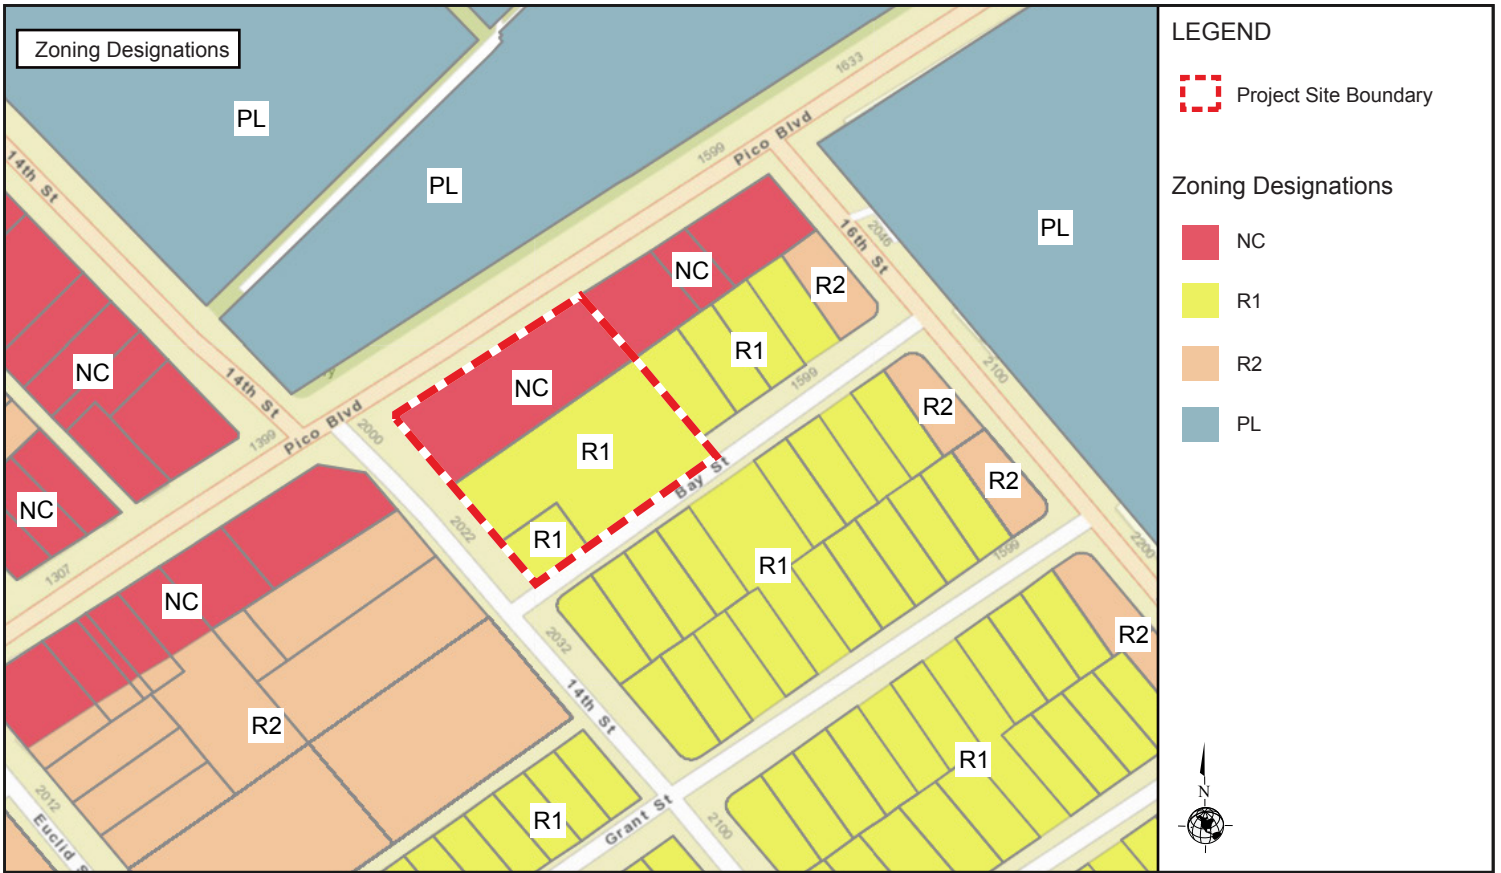 Zoning Designations
LEGEND
Project Site Boundary
Zoning Designations
NC
R1
R2
PL
N
PL
PL
PL
1633
1599
Pico Blvd
14th St
16th St
2046
NC
R2
R1
NC
NC
14th St
1399
Pico Blvd
2000
NC
R1
1599
2100
R2
R2
Bay St
R1
2022
NC
1307
NC
R1
1599
2200
2032
R2
14th St
R2
R1
2012
Euclid S
R1
Grant St
2100